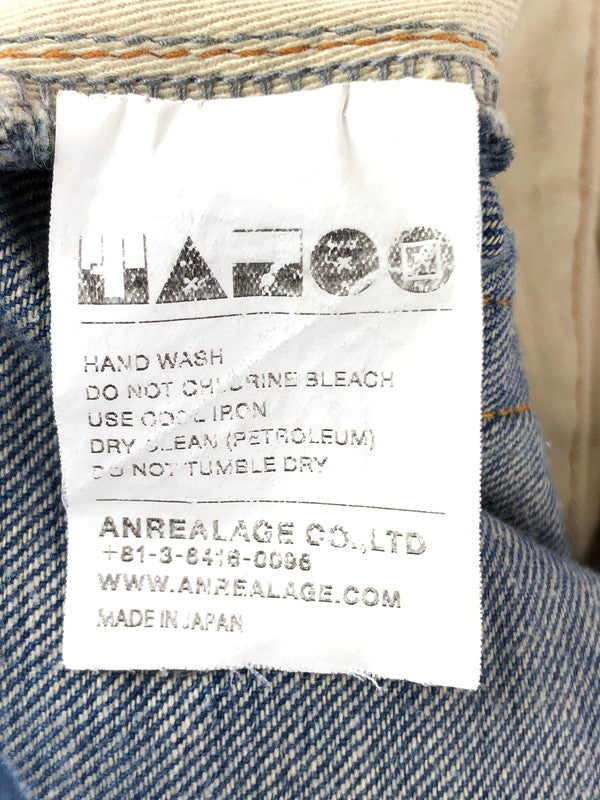 HAND WASH
DO NOT CHLORINE BLEACH
USE COOL IRON
DRY CLEAN (PETROLEUM)
DO NOT TUMBLE DRY
ANREALAGE CO.,LTD
+81-3-6416-0096
WWW.ANREALAGE.COM
MADE IN JAPAN